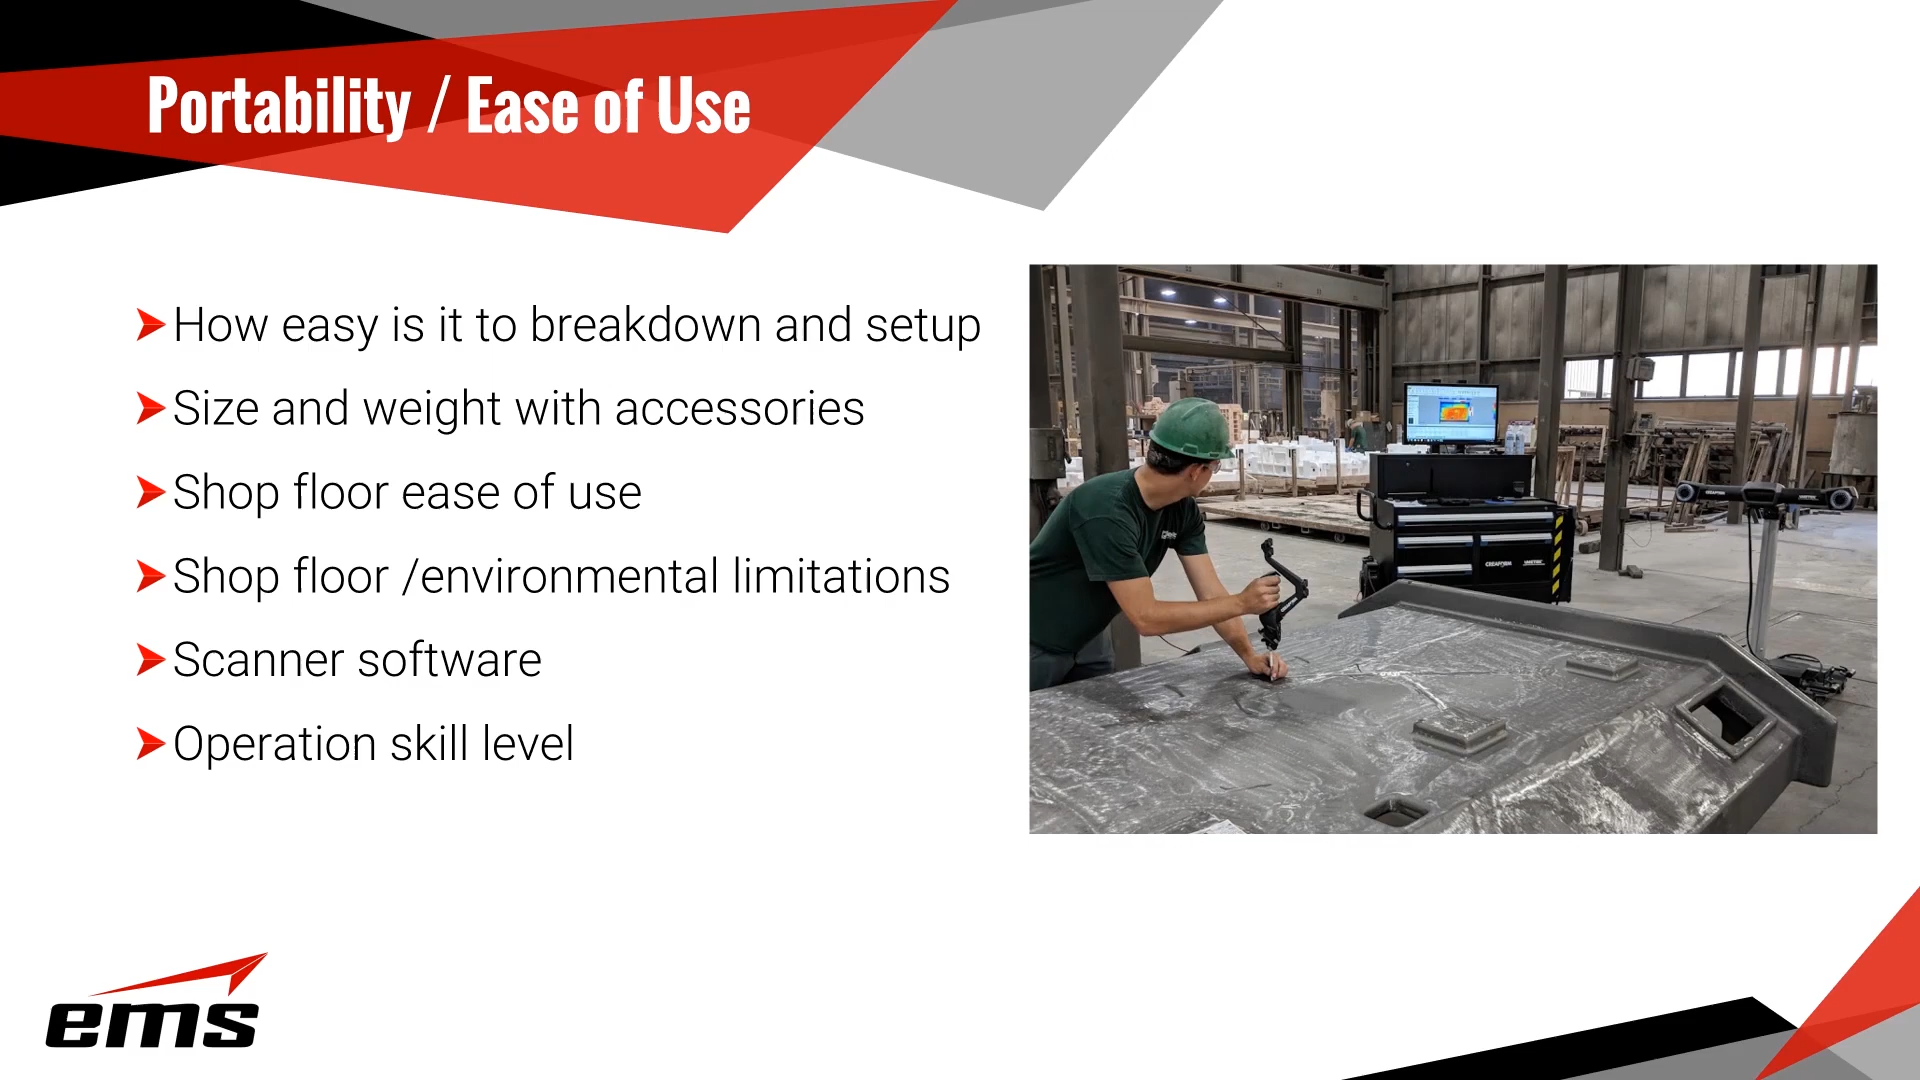 Portability / Ease of Use
How easy is it to breakdown and setup
Size and weight with accessories
Shop floor ease of use
Shop floor /environmental limitations
Scanner software
Operation skill level
CREAFORM
ems